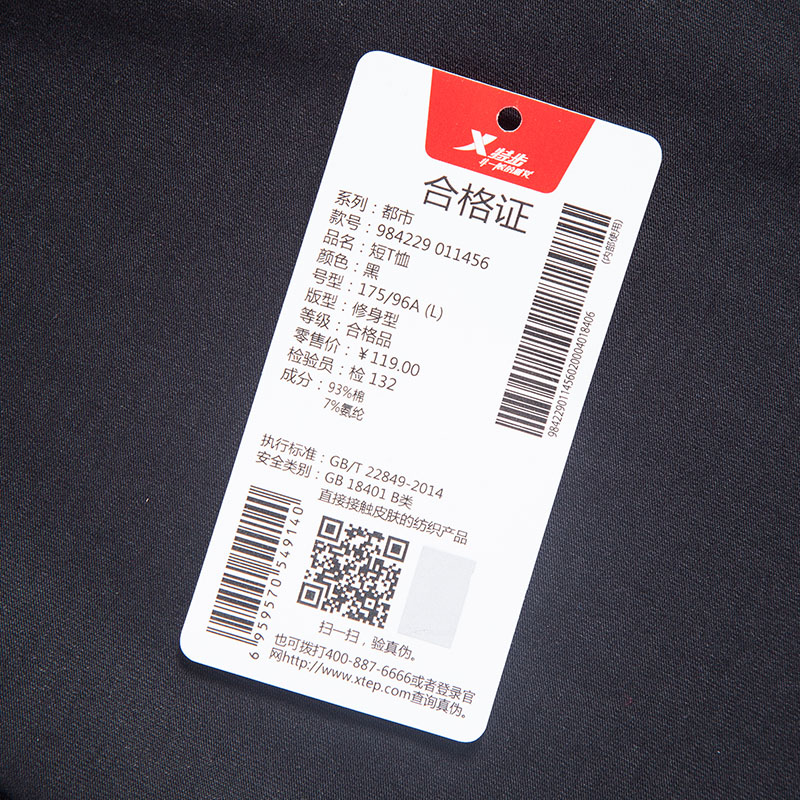 X 特步
非一般的感觉
合格证
系列：都市
款号：984229 011456
品名：短T恤
颜色：黑
号型：175/96A (L)
版型：修身型
等级：合格品
零售价：¥119.00
检验员：检 132
成分：93%棉
7%氨纶
(内部使用)
98422901145602000401840​6
执行标准：GB/T 22849-2014
安全类别：GB 18401 B类
直接接触皮肤的纺织产品
6 959570 549140
扫一扫，验真伪。
也可拨打400-887-6666或者登录官
网http://www.xtep.com查询真伪。